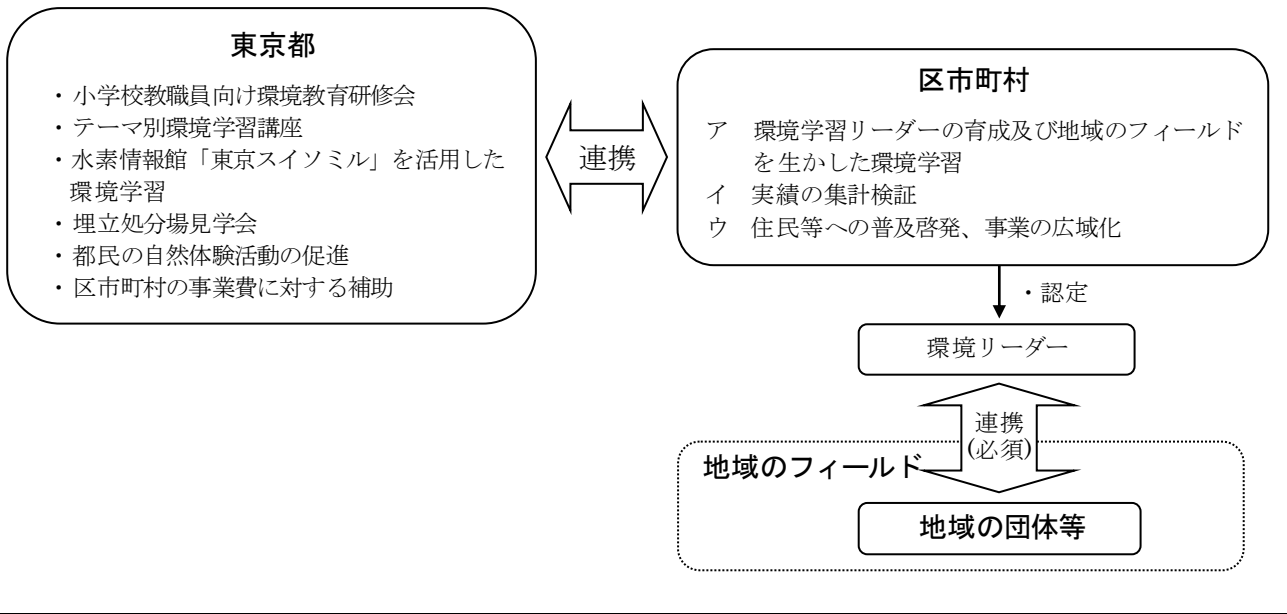 東京都
・小学校教職員向け環境教育研修会
・テーマ別環境学習講座
・水素情報館「東京スイソミル」を活用した
環境学習
・埋立処分場見学会
・都民の自然体験活動の促進
・区市町村の事業費に対する補助
連携
区市町村
ア 環境学習リーダーの育成及び地域のフィールド
を生かした環境学習
イ 実績の集計検証
ウ 住民等への普及啓発、事業の広域化
・認定
環境リーダー
連携
(必須)
地域のフィールド
地域の団体等